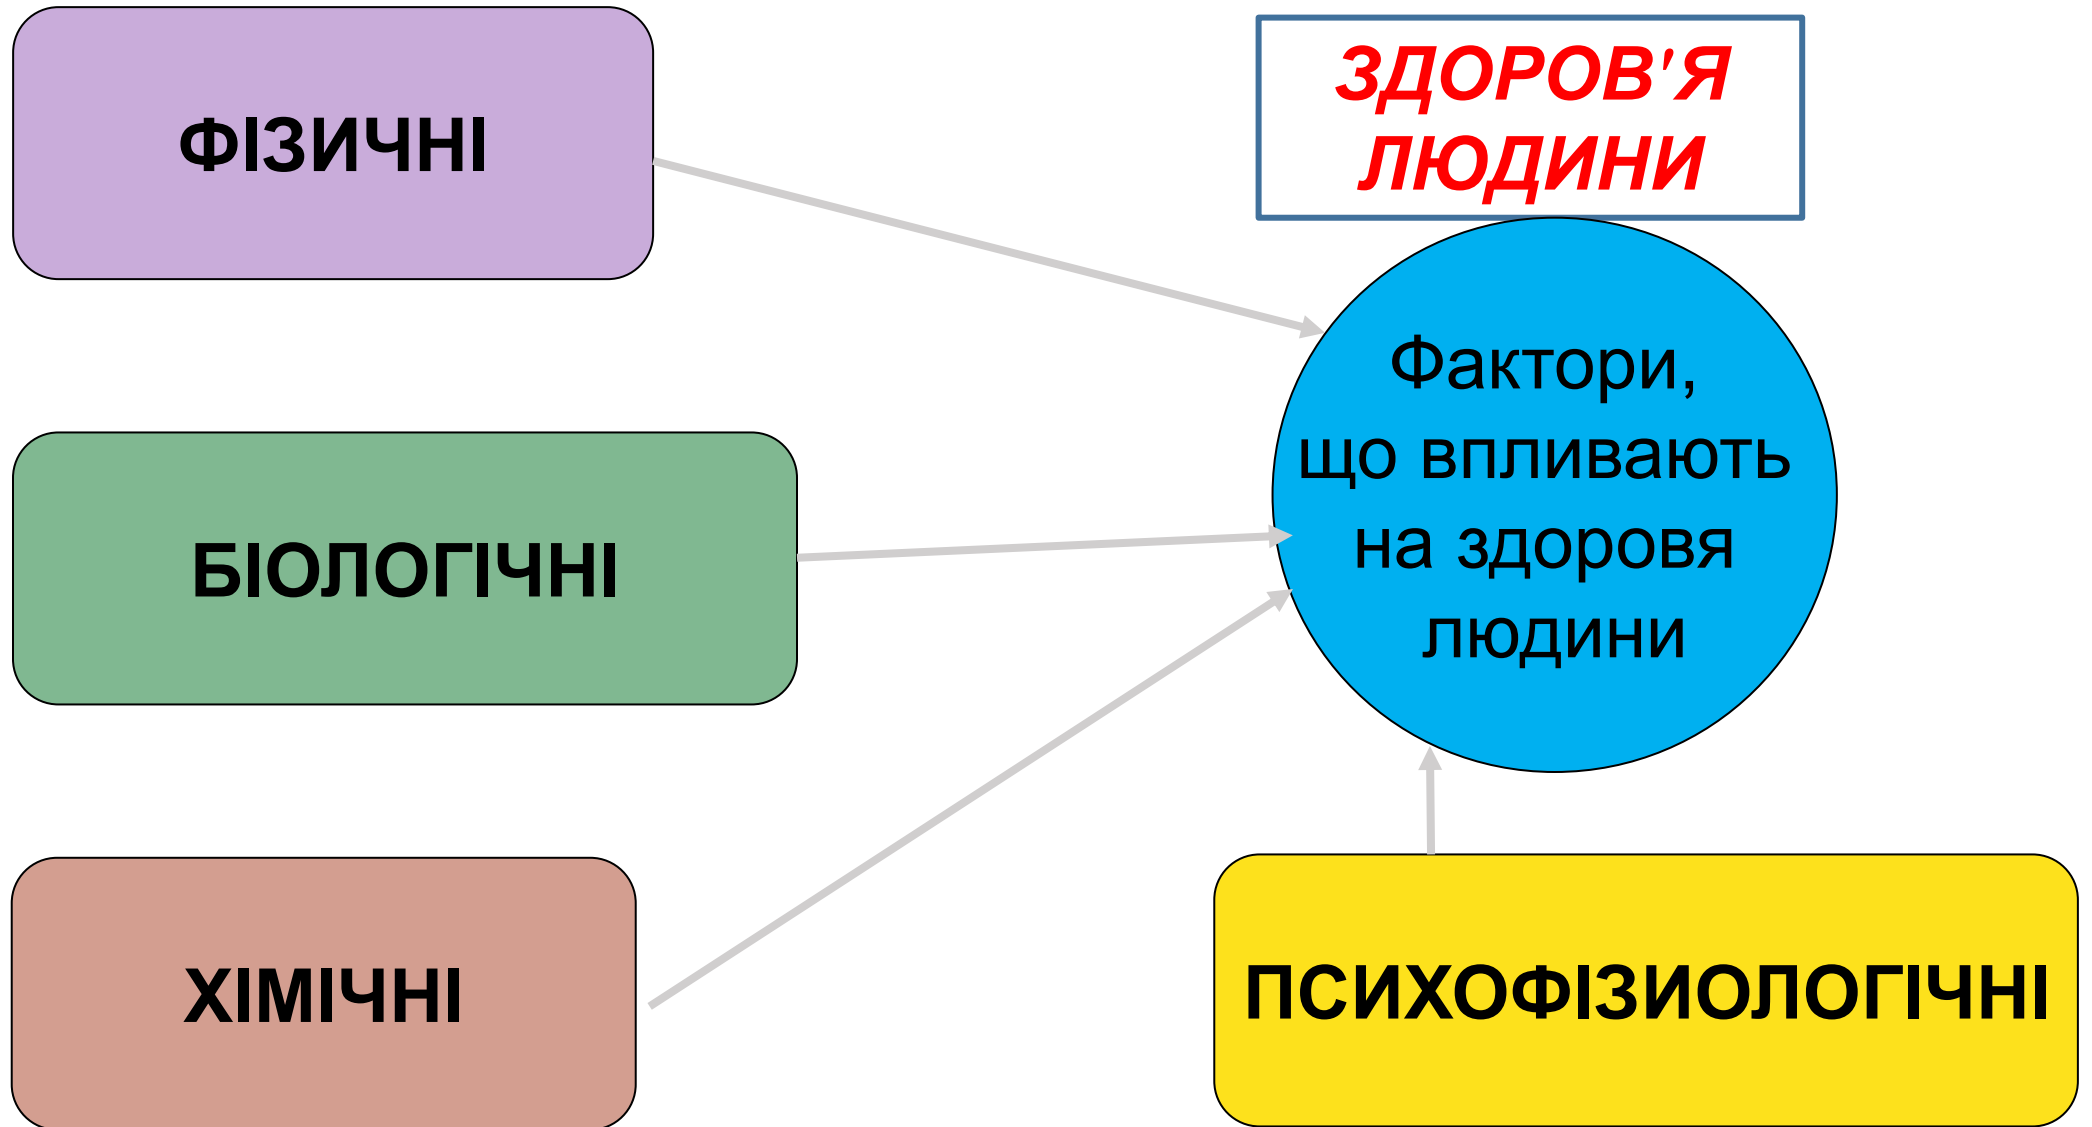 ФІЗИЧНІ
ЗДОРОВ'Я
ЛЮДИНИ
Фактори,
що впливають
на здоровя
людини
БІОЛОГІЧНІ
ХІМІЧНІ
ПСИХОФІЗИОЛОГІЧНІ